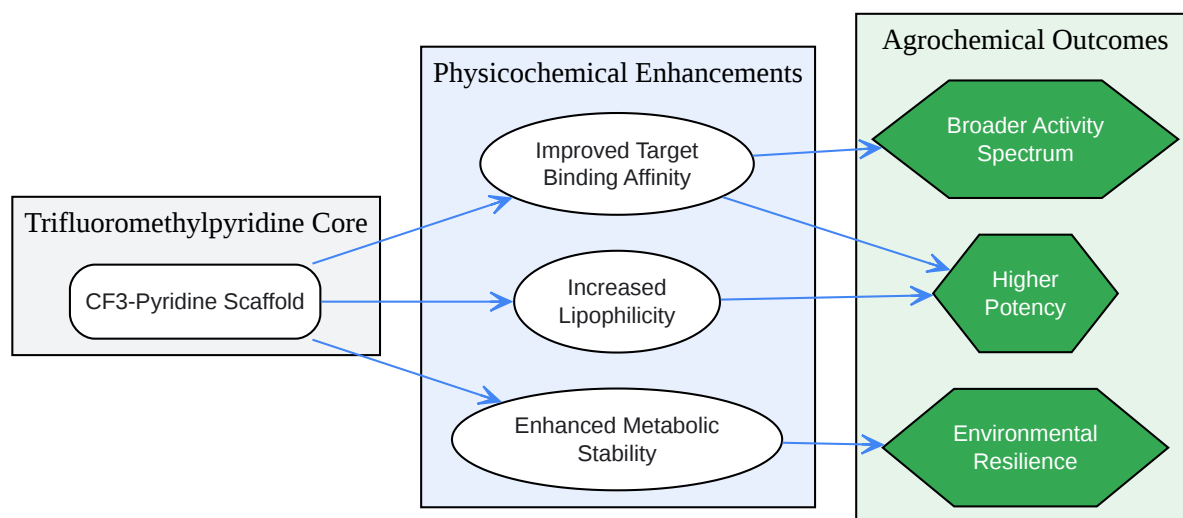 Trifluoromethylpyridine Core
CF3-Pyridine Scaffold
Physicochemical Enhancements
Improved Target
Binding Affinity
Increased
Lipophilicity
Enhanced Metabolic
Stability
Agrochemical Outcomes
Broader Activity
Spectrum
Higher
Potency
Environmental
Resilience